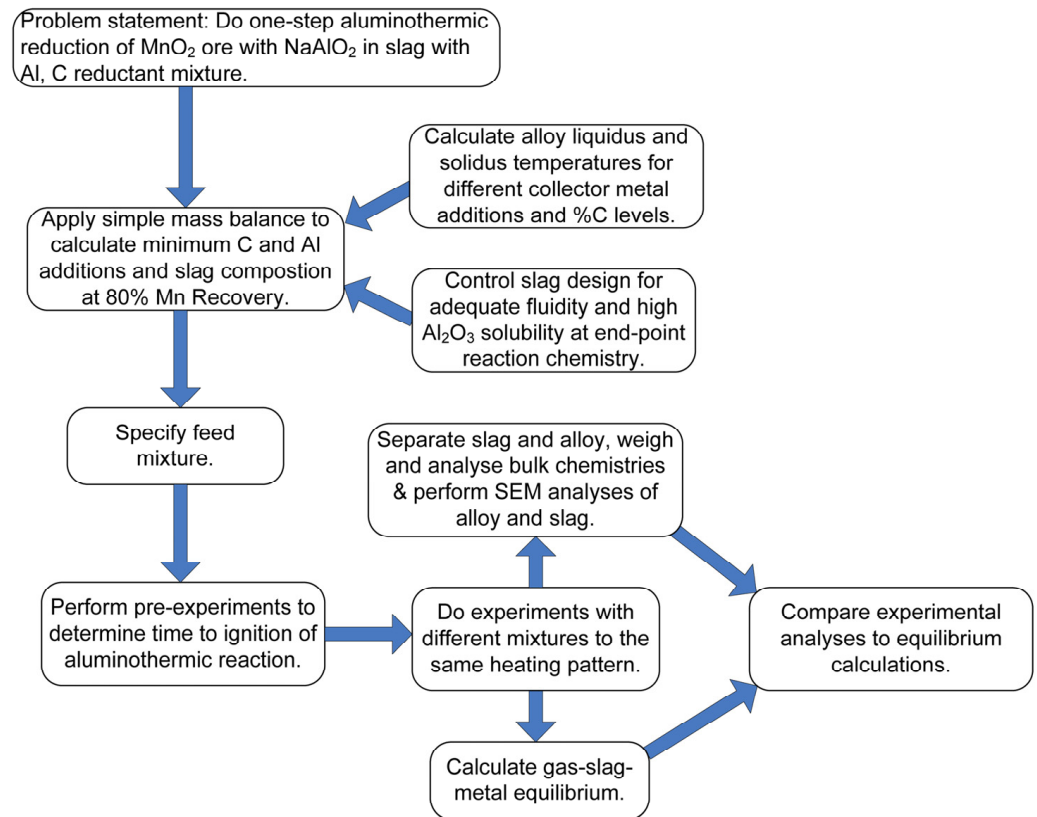 Problem statement: Do one-step aluminothermic
reduction of MnO₂ ore with NaAlO₂ in slag with
Al, C reductant mixture.
Calculate alloy liquidus and
solidus temperatures for
different collector metal
additions and %C levels.
Apply simple mass balance to
calculate minimum C and Al
additions and slag compostion
at 80% Mn Recovery.
Control slag design for
adequate fluidity and high
Al₂O₃ solubility at end-point
reaction chemistry.
Specify feed
mixture.
Separate slag and alloy, weigh
and analyse bulk chemistries
& perform SEM analyses of
alloy and slag.
Perform pre-experiments to
determine time to ignition of
aluminothermic reaction.
Do experiments with
different mixtures to the
same heating pattern.
Compare experimental
analyses to equilibrium
calculations.
Calculate gas-slag-
metal equilibrium.